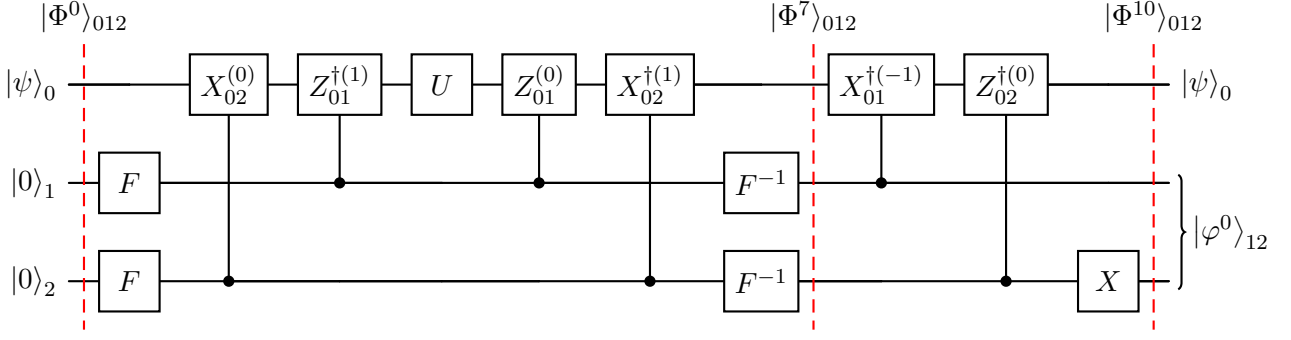 |Φ⁰⟩₀₁₂ |Φ⁷⟩₀₁₂ |Φ¹⁰⟩₀₁₂
|ψ⟩₀ X₀₂⁽⁰⁾ Z₀₁†⁽¹⁾ U Z₀₁⁽⁰⁾ X₀₂†⁽¹⁾ X₀₁†⁽⁻¹⁾ Z₀₂†⁽⁰⁾ |ψ⟩₀
|0⟩₁ F F⁻¹
|φ⁰⟩₁₂
|0⟩₂ F F⁻¹ X